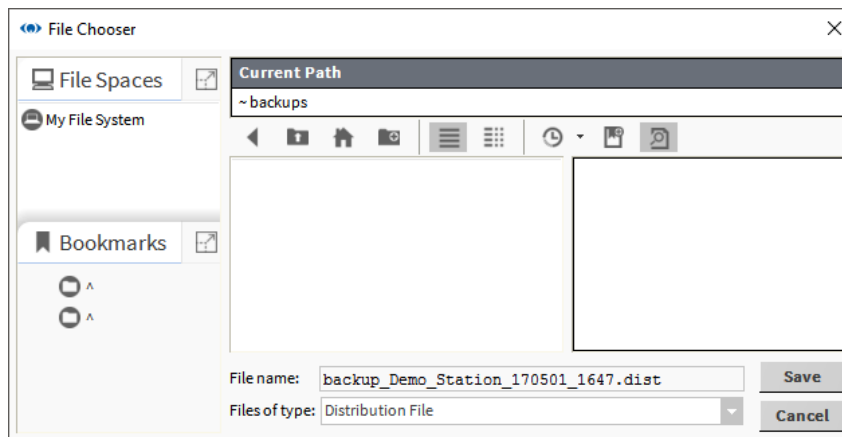 File Chooser
File Spaces
My File System
Bookmarks
^
^
Current Path
~ backups
File name: backup_Demo_Station_170501_1647.dist
Files of type: Distribution File
Save
Cancel